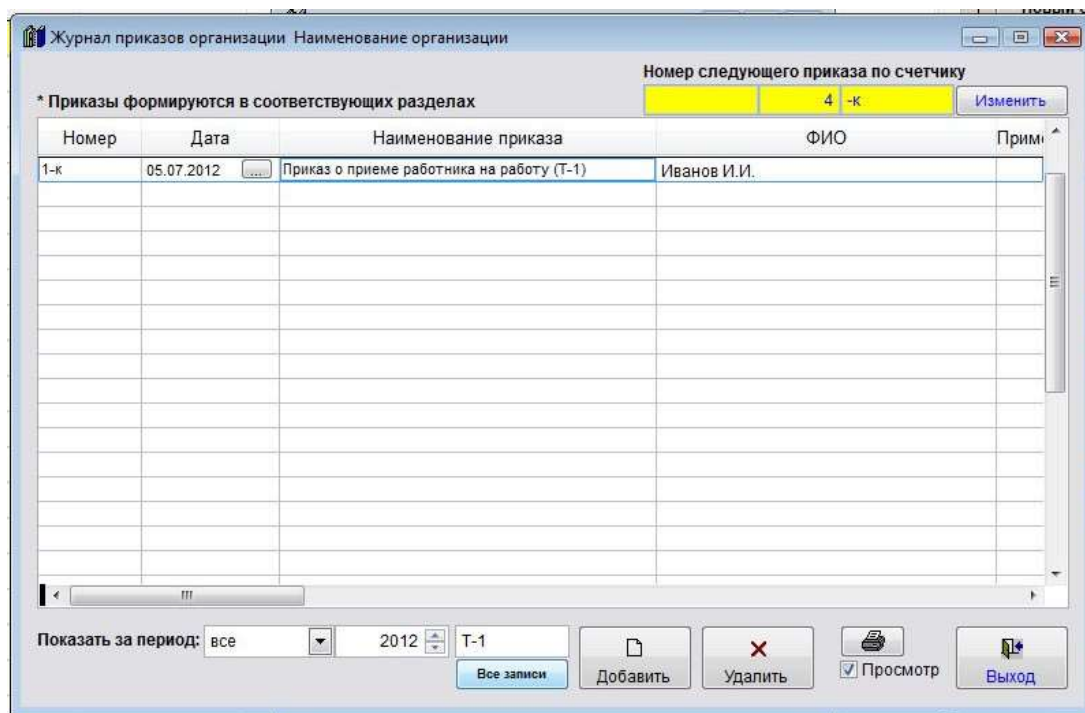 Журнал приказов организации Наименование организации
Номер следующего приказа по счетчику
* Приказы формируются в соответствующих разделах
4 -к Изменить
Номер Дата Наименование приказа ФИО
1-к 05.07.2012 ... Приказ о приеме работника на работу (Т-1) Иванов И.И.
Показать за период: все 2012 Т-1
Все записи
Добавить Удалить Просмотр Выход